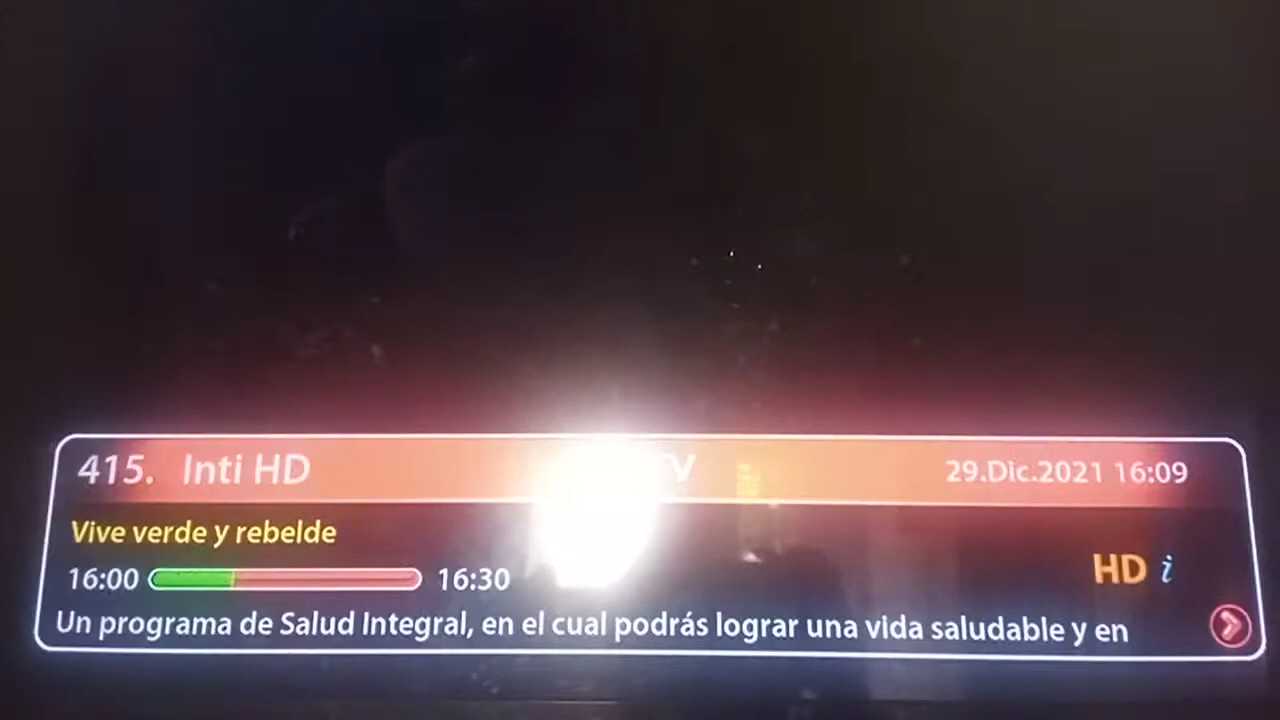 415. Inti HD
29.Dic.2021 16:09
Vive verde y rebelde
16:00 16:30
HD i
Un programa de Salud Integral, en el cual podrás lograr una vida saludable y en